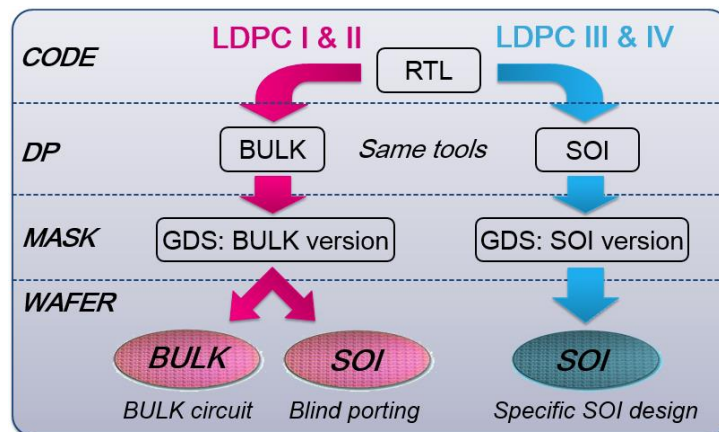 LDPC I & II
LDPC III & IV
CODE
RTL
DP
BULK
Same tools
SOI
MASK
GDS: BULK version
GDS: SOI version
WAFER
BULK
SOI
SOI
BULK circuit
Blind porting
Specific SOI design